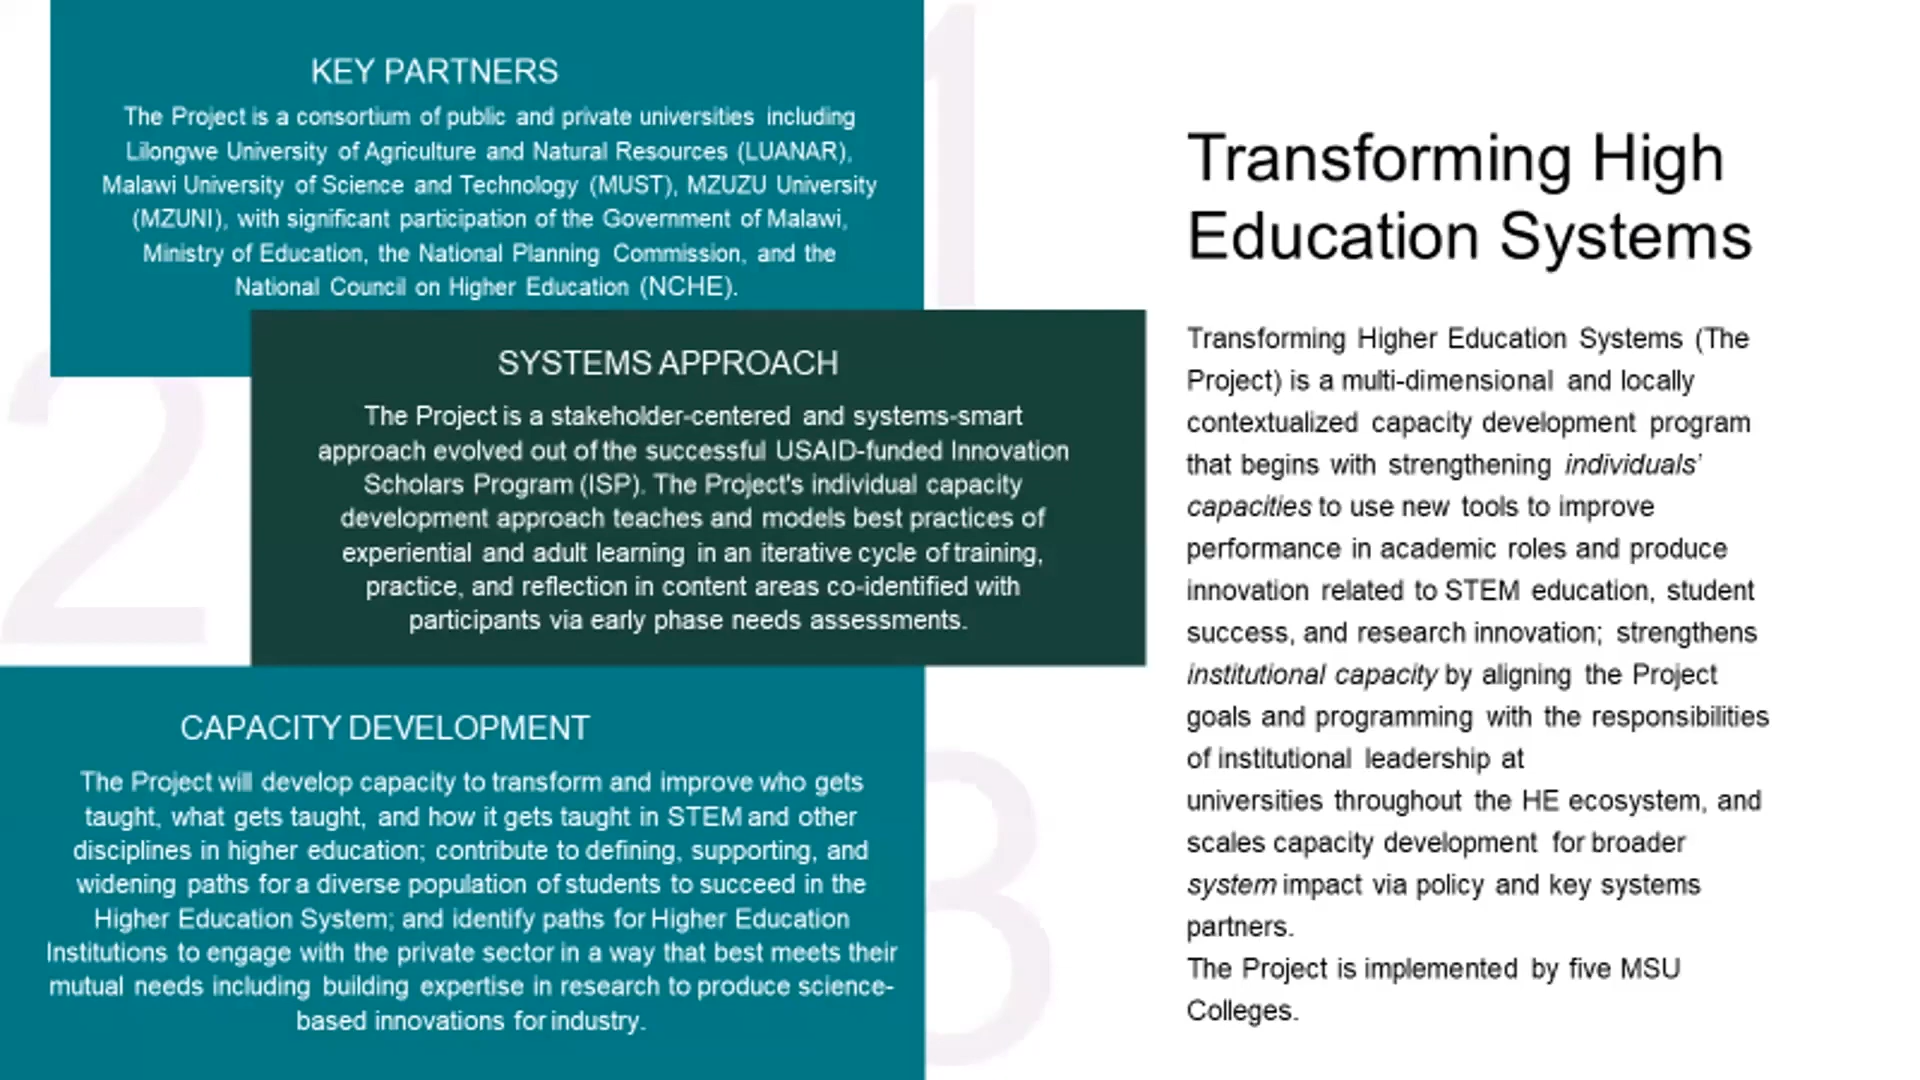 1
KEY PARTNERS
The Project is a consortium of public and private universities including
Lilongwe University of Agriculture and Natural Resources (LUANAR),
Malawi University of Science and Technology (MUST), MZUZU University
(MZUNI), with significant participation of the Government of Malawi,
Ministry of Education, the National Planning Commission, and the
National Council on Higher Education (NCHE).
2
SYSTEMS APPROACH
The Project is a stakeholder-centered and systems-smart
approach evolved out of the successful USAID-funded Innovation
Scholars Program (ISP). The Project's individual capacity
development approach teaches and models best practices of
experiential and adult learning in an iterative cycle of training,
practice, and reflection in content areas co-identified with
participants via early phase needs assessments.
3
CAPACITY DEVELOPMENT
The Project will develop capacity to transform and improve who gets
taught, what gets taught, and how it gets taught in STEM and other
disciplines in higher education; contribute to defining, supporting, and
widening paths for a diverse population of students to succeed in the
Higher Education System; and identify paths for Higher Education
Institutions to engage with the private sector in a way that best meets their
mutual needs including building expertise in research to produce science-
based innovations for industry.
Transforming High
Education Systems
Transforming Higher Education Systems (The
Project) is a multi-dimensional and locally
contextualized capacity development program
that begins with strengthening individuals'
capacities to use new tools to improve
performance in academic roles and produce
innovation related to STEM education, student
success, and research innovation; strengthens
institutional capacity by aligning the Project
goals and programming with the responsibilities
of institutional leadership at
universities throughout the HE ecosystem, and
scales capacity development for broader
system impact via policy and key systems
partners.
The Project is implemented by five MSU
Colleges.